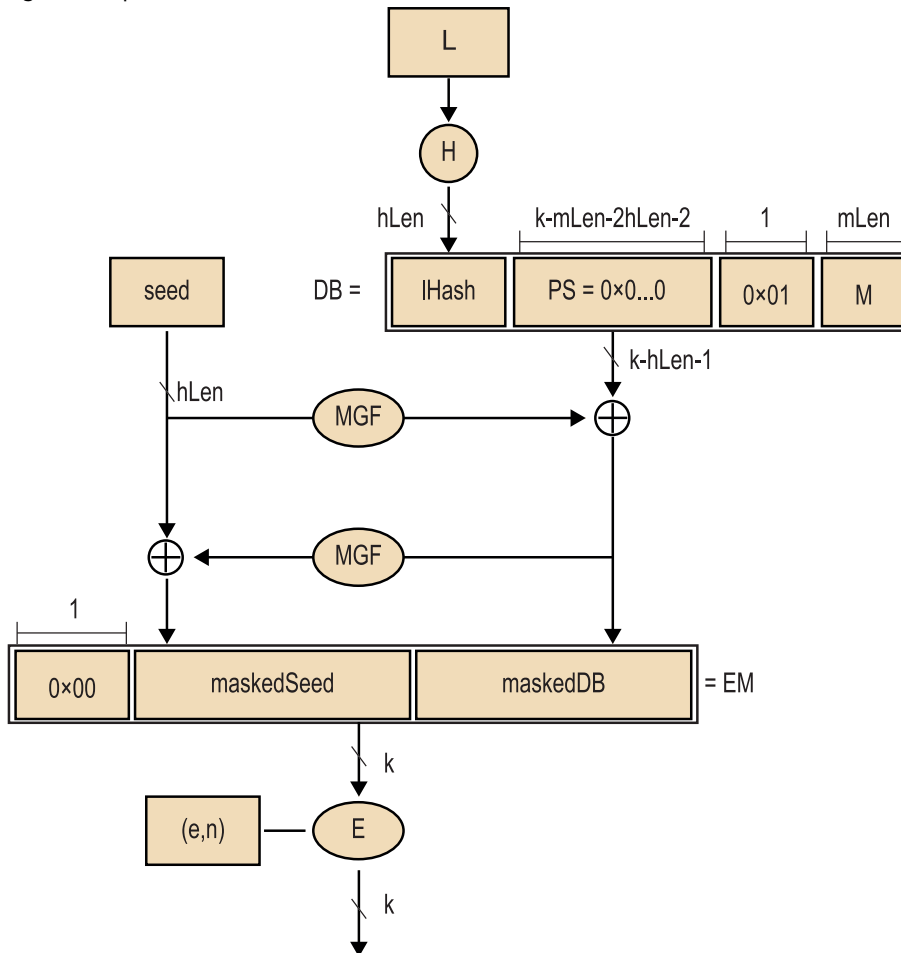 L
H
hLen
k-mLen-2hLen-2
1
mLen
seed
DB =
lHash
PS = 0×0...0
0×01
M
k-hLen-1
hLen
MGF
MGF
1
0×00
maskedSeed
maskedDB
= EM
k
(e,n)
E
k